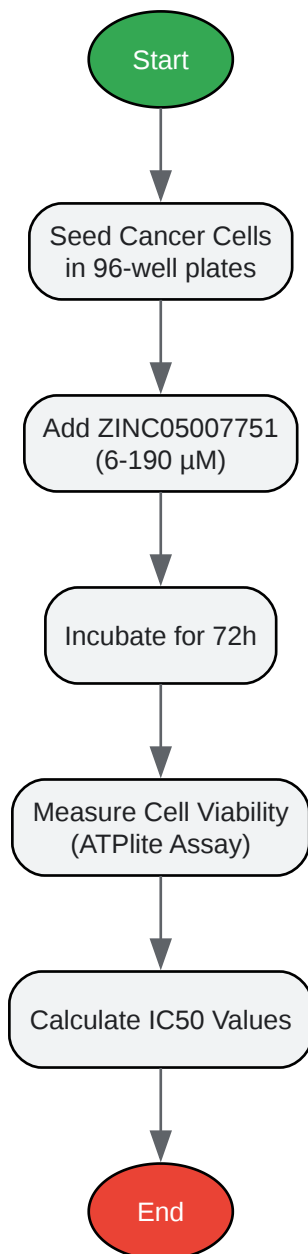 Start
Seed Cancer Cells
in 96-well plates
Add ZINC05007751
(6-190 µM)
Incubate for 72h
Measure Cell Viability
(ATPlite Assay)
Calculate IC50 Values
End